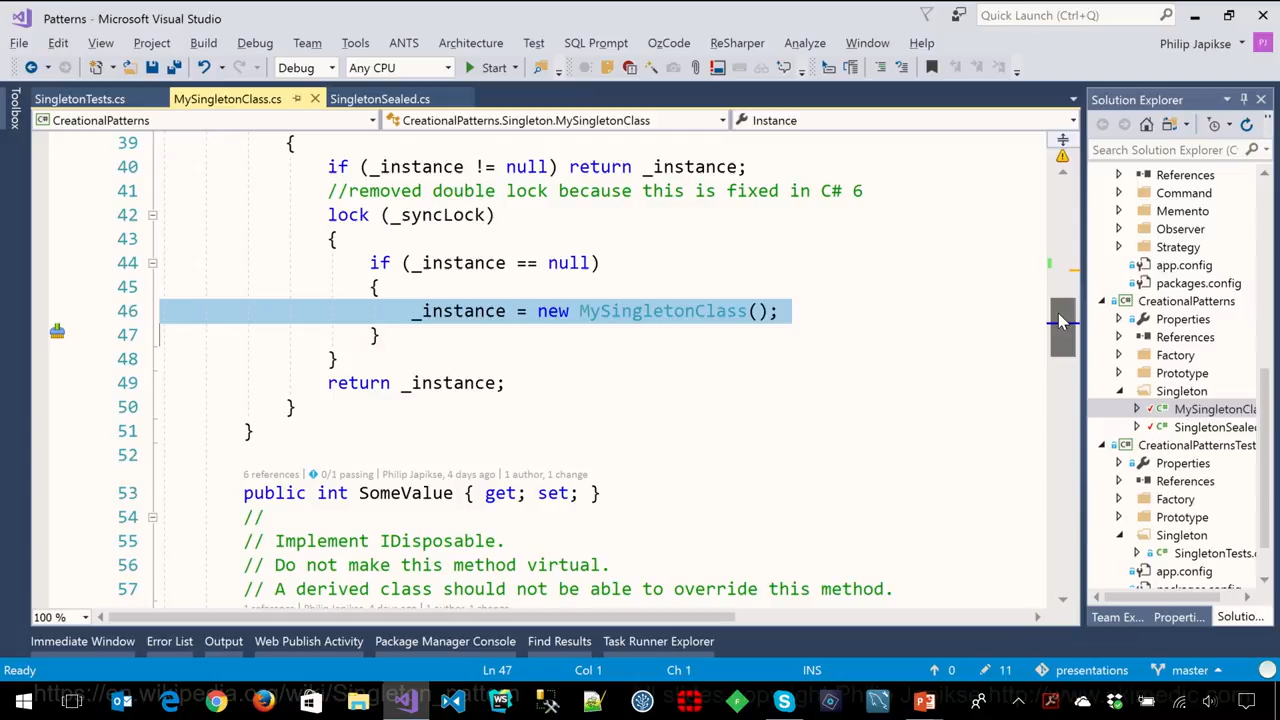 Patterns - Microsoft Visual Studio
Quick Launch (Ctrl+Q)
File Edit View Project Build Debug Team Tools ANTS Architecture Test SQL Prompt OzCode ReSharper Analyze Window Help Philip Japikse PJ
Debug Any CPU Start
Toolbox
SingletonTests.cs MySingletonClass.cs SingletonSealed.cs
CreationalPatterns CreationalPatterns.Singleton.MySingletonClass Instance
39 {
40 if (_instance != null) return _instance;
41 //removed double lock because this is fixed in C# 6
42 lock (_syncLock)
43 {
44 if (_instance == null)
45 {
46 _instance = new MySingletonClass();
47 }
48 }
49 return _instance;
50 }
51 }
52
6 references | 0/1 passing | Philip Japikse, 4 days ago | 1 author, 1 change
53 public int SomeValue { get; set; }
54 //
55 // Implement IDisposable.
56 // Do not make this method virtual.
57 // A derived class should not be able to override this method.
100 %
Solution Explorer
Search Solution Explorer (C
References
Command
Memento
Observer
Strategy
app.config
packages.config
CreationalPatterns
Properties
References
Factory
Prototype
Singleton
MySingletonCla
SingletonSeale
CreationalPatternsTest
Properties
References
Factory
Prototype
Singleton
SingletonTests.
app.config
Team Ex... Properti... Solutio...
Immediate Window Error List Output Web Publish Activity Package Manager Console Find Results Task Runner Explorer
Ready Ln 47 Col 1 Ch 1 INS 0 11 presentations master